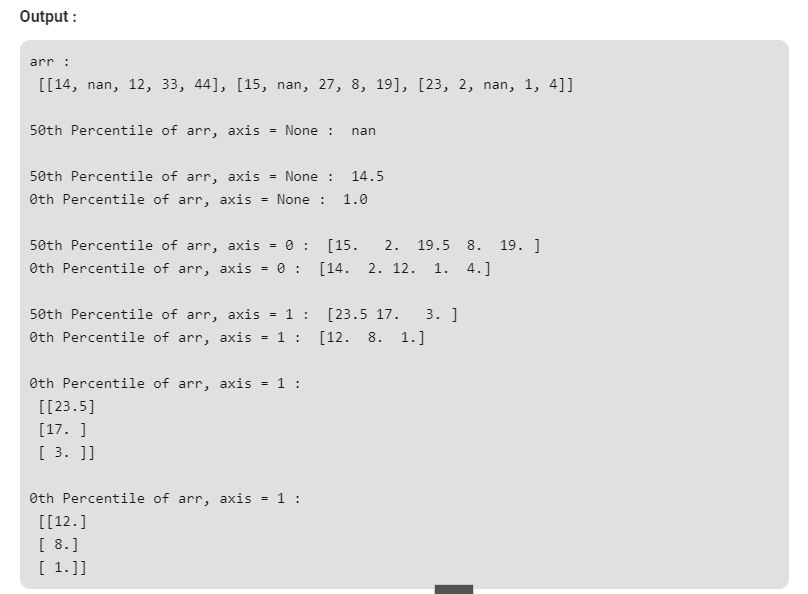 Output :
arr :
[[14, nan, 12, 33, 44], [15, nan, 27, 8, 19], [23, 2, nan, 1, 4]]
50th Percentile of arr, axis = None :  nan
50th Percentile of arr, axis = None :  14.5
0th Percentile of arr, axis = None :  1.0
50th Percentile of arr, axis = 0 :  [15.   2.  19.5  8.  19. ]
0th Percentile of arr, axis = 0 :  [14.  2. 12.  1.  4.]
50th Percentile of arr, axis = 1 :  [23.5 17.   3. ]
0th Percentile of arr, axis = 1 :  [12.  8.  1.]
0th Percentile of arr, axis = 1 :
[[23.5]
[17. ]
[ 3. ]]
0th Percentile of arr, axis = 1 :
[[12.]
[ 8.]
[ 1.]]